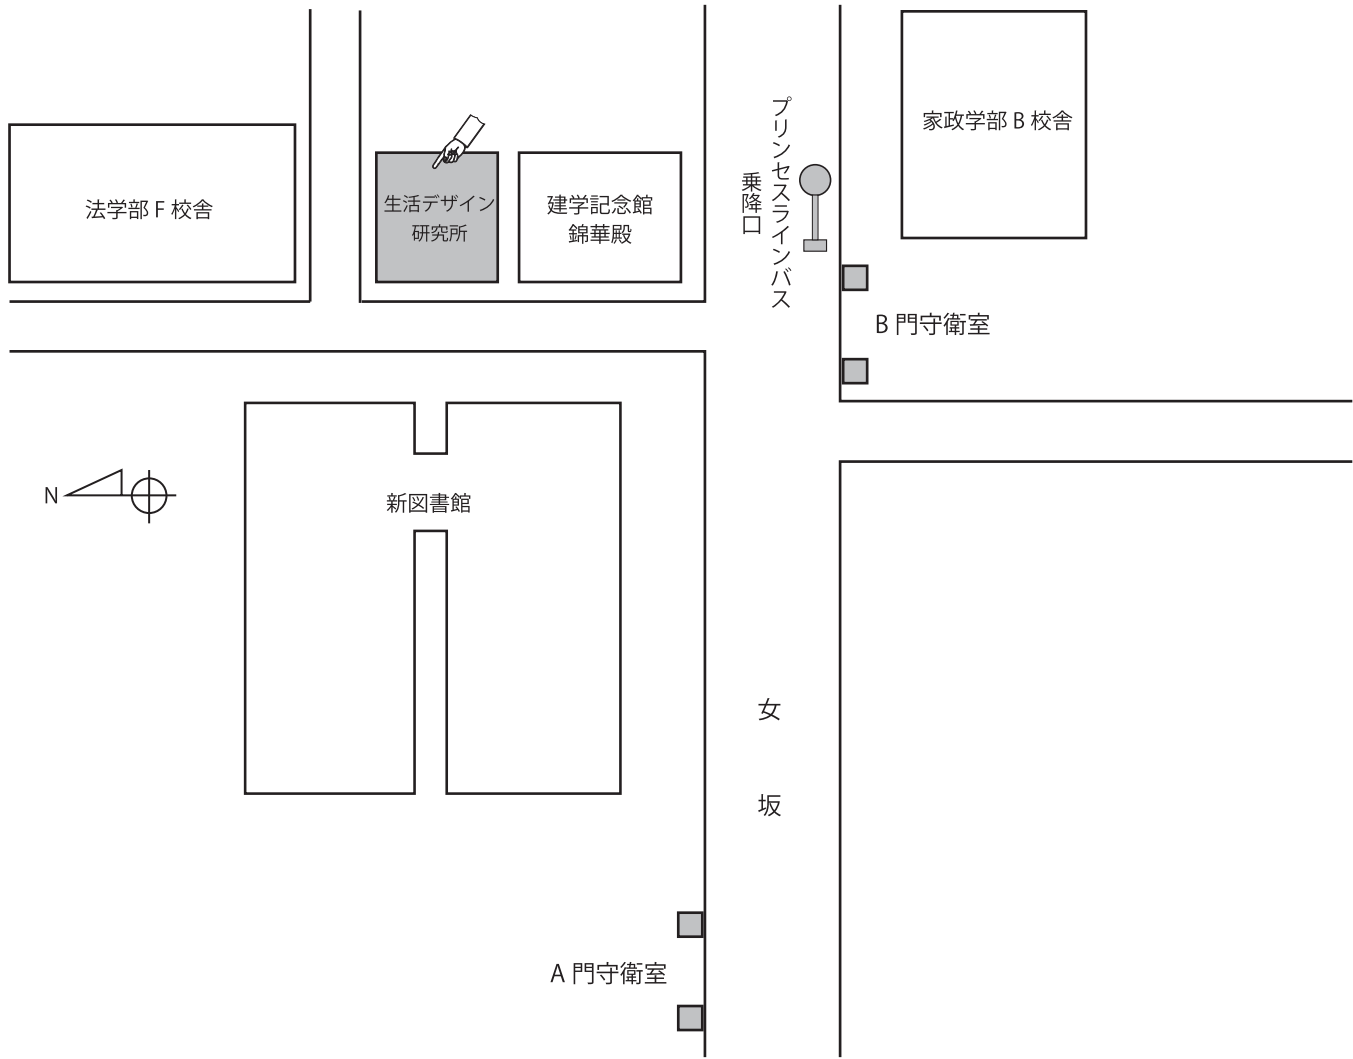 プリンセスラインバス
乗降口
家政学部 B 校舎
法学部 F 校舎
生活デザイン
研究所
建学記念館
錦華殿
B 門守衛室
N
新図書館
女
坂
A 門守衛室